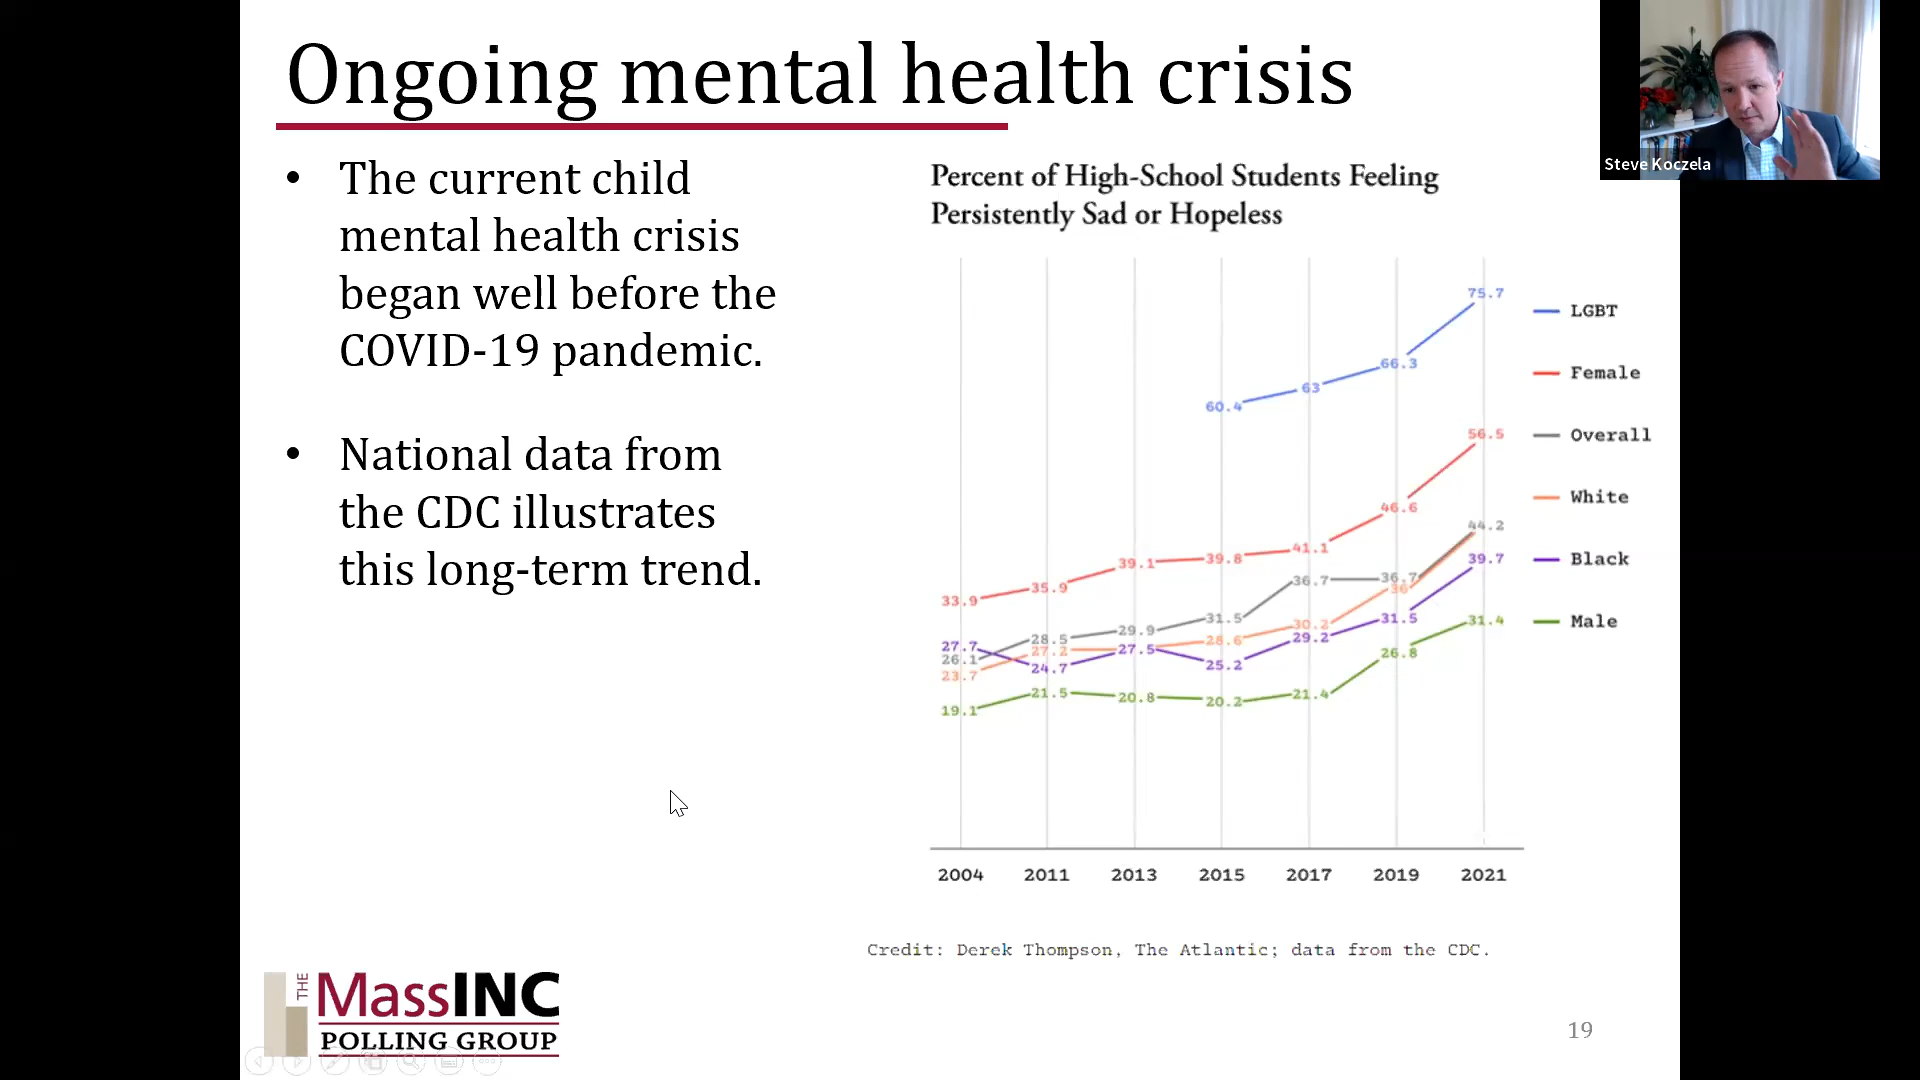 Ongoing mental health crisis
• The current child
mental health crisis
began well before the
COVID-19 pandemic.
• National data from
the CDC illustrates
this long-term trend.
Steve Koczela
Percent of High-School Students Feeling
Persistently Sad or Hopeless
75.7
66.3
63
60.4
LGBT
Female
Overall
White
Black
Male
56.5
46.6
41.1
39.8
39.1
35.9
33.9
44.2
36.7
36.7
31.5
29.9
28.5
26.1
36
30.2
28.6
27.2
23.7
39.7
31.5
29.2
25.2
27.5
24.7
27.7
31.4
26.8
21.4
20.2
20.8
21.5
19.1
2004 2011 2013 2015 2017 2019 2021
Credit: Derek Thompson, The Atlantic; data from the CDC.
THE MassINC
POLLING GROUP
19